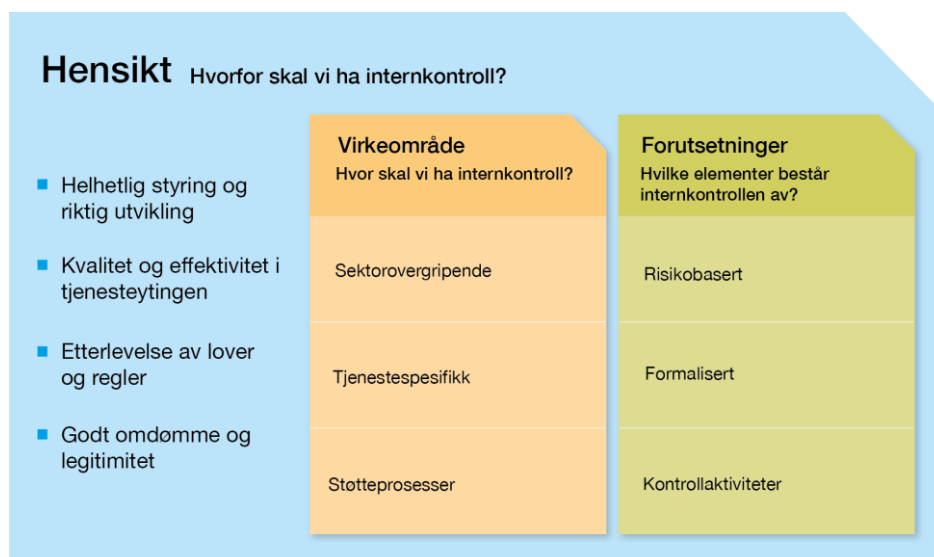 Hensikt Hvorfor skal vi ha internkontroll?
Helhetlig styring og
riktig utvikling
Kvalitet og effektivitet i
tjenesteytingen
Etterlevelse av lover
og regler
Godt omdømme og
legitimitet
Virkeområde
Hvor skal vi ha internkontroll?
Sektorovergripende
Tjenestespesifikk
Støtteprosesser
Forutsetninger
Hvilke elementer består
internkontrollen av?
Risikobasert
Formalisert
Kontrollaktiviteter